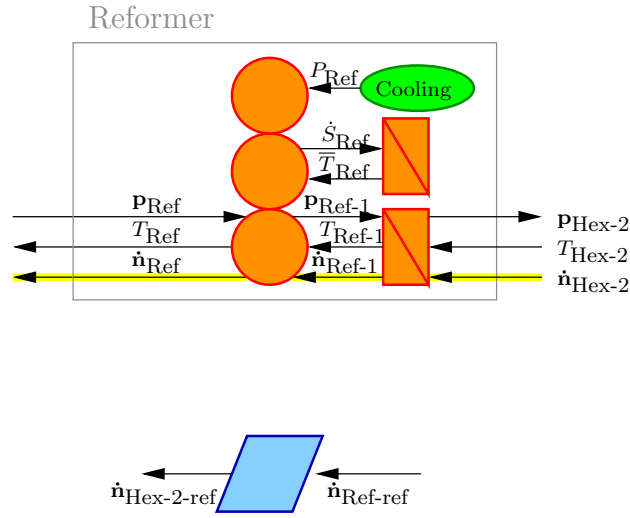 Reformer
P_Ref
Cooling
Ṡ_Ref
T̅_Ref
p_Ref p_Ref-1 p_Hex-2
T_Ref T_Ref-1 T_Hex-2
ṅ_Ref ṅ_Ref-1 ṅ_Hex-2
ṅ_Hex-2-ref ṅ_Ref-ref